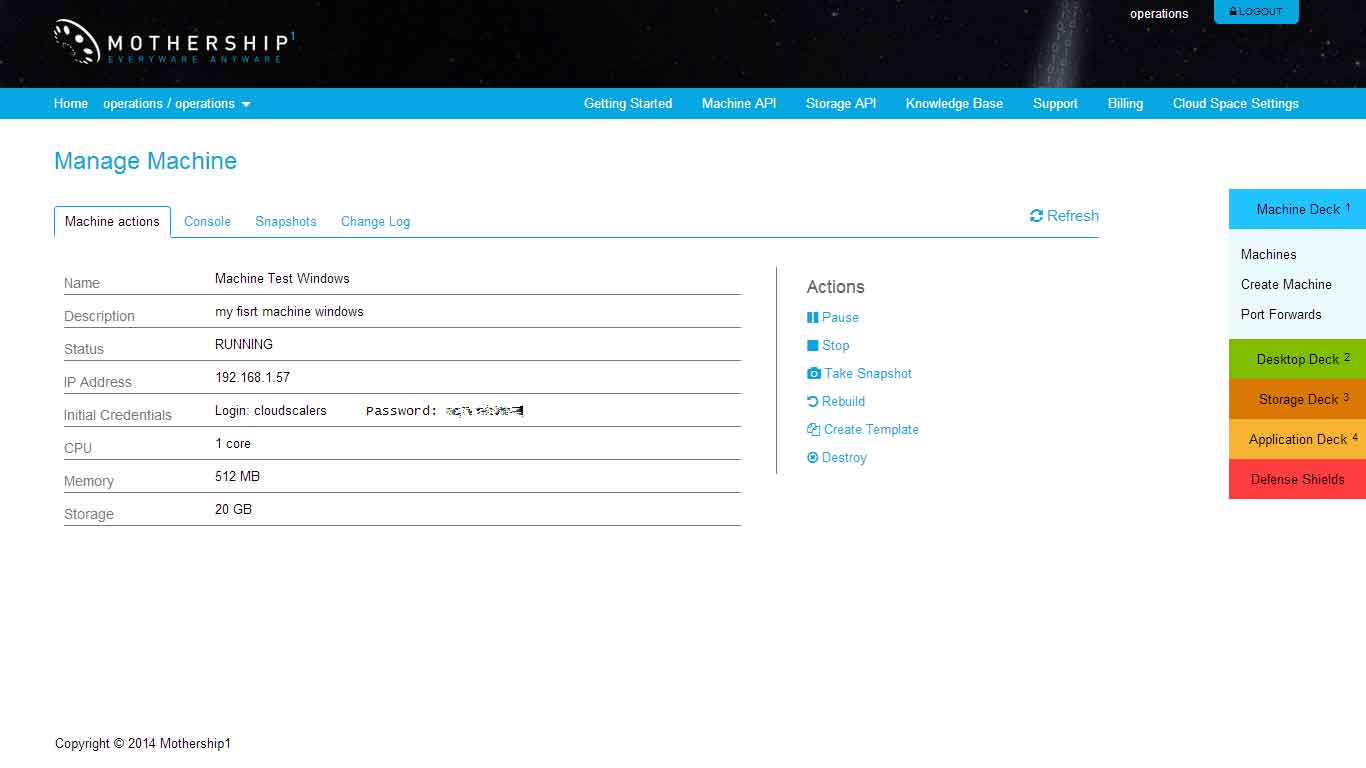 operations LOGOUT
MOTHERSHIP1
EVERYWARE ANYWARE
Home operations / operations Getting Started Machine API Storage API Knowledge Base Support Billing Cloud Space Settings
Manage Machine
Machine actions Console Snapshots Change Log Refresh
Name Machine Test Windows
Description my fisrt machine windows
Status RUNNING
IP Address 192.168.1.57
Initial Credentials Login: cloudscalers Password:
CPU 1 core
Memory 512 MB
Storage 20 GB
Actions
Pause
Stop
Take Snapshot
Rebuild
Create Template
Destroy
Machine Deck 1
Machines
Create Machine
Port Forwards
Desktop Deck 2
Storage Deck 3
Application Deck 4
Defense Shields
Copyright © 2014 Mothership1